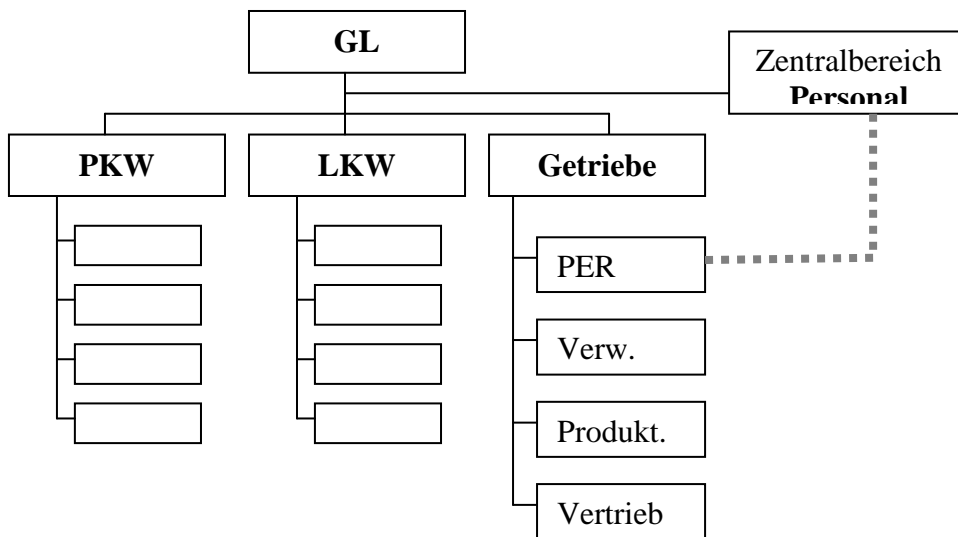 GL
Zentralbereich
Personal
PKW
LKW
Getriebe
PER
Verw.
Produkt.
Vertrieb